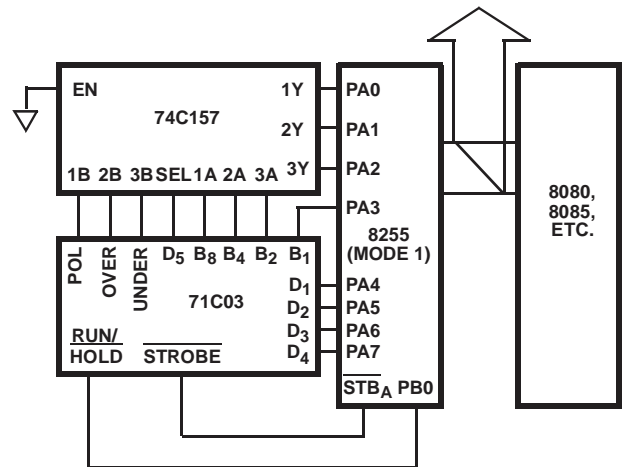 EN 1Y PA0
74C157
2Y PA1
3Y PA2
1B 2B 3B SEL 1A 2A 3A
PA3
8255
(MODE 1)
8080,
8085,
ETC.
POL OVER UNDER D5 B8 B4 B2 B1
71C03
D1 PA4
D2 PA5
D3 PA6
D4 PA7
RUN/
HOLD STROBE
STBA PB0